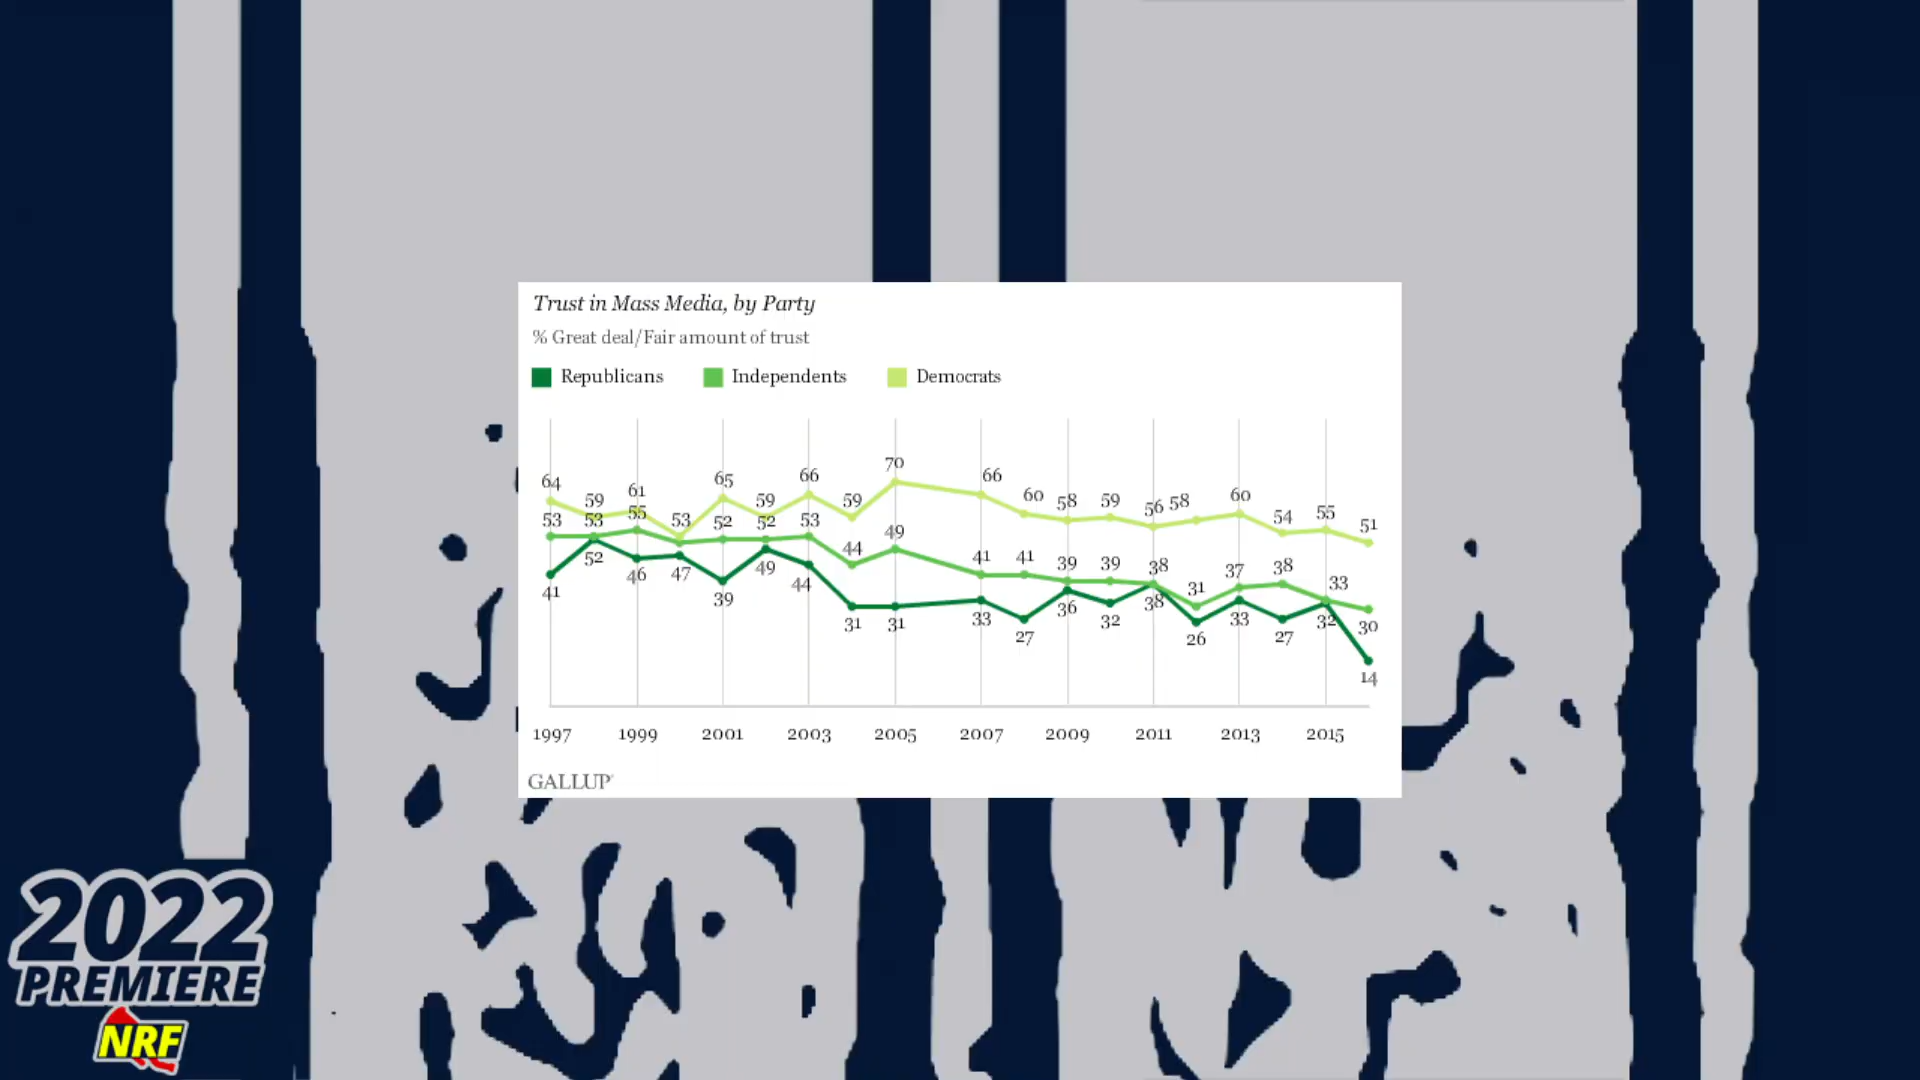 Trust in Mass Media, by Party
% Great deal/Fair amount of trust
Republicans Independents Democrats
64 59 61 53 65 59 66 59 70 66 60 58 59 56 58 60 54 55 51
53 53 55 52 52 53 44 49 41 41 39 39 38 31 37 38 33 30
41 52 46 47 39 49 44 31 31 33 27 36 32 38 26 33 27 32 14
1997 1999 2001 2003 2005 2007 2009 2011 2013 2015
GALLUP
2022
PREMIERE
NRF